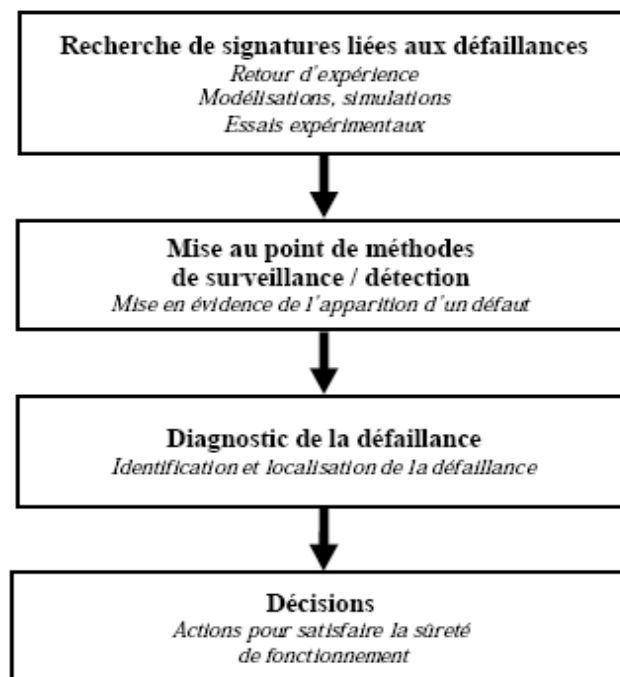 Recherche de signatures liées aux défaillances
Retour d'expérience
Modélisations, simulations
Essais expérimentaux
Mise au point de méthodes
de surveillance / détection
Mise en évidence de l'apparition d'un défaut
Diagnostic de la défaillance
Identification et localisation de la défaillance
Décisions
Actions pour satisfaire la sûreté
de fonctionnement